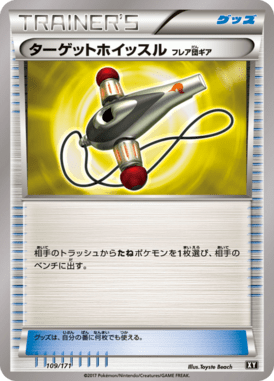 TRAINER'S
グッズ
ターゲットホイッスル フレア団ギア
相手のトラッシュからたねポケモンを1枚選び、相手の
ベンチに出す。
グッズは、自分の番に何枚でも使える。
109/171
Illus.Toyste Beach
XY
©2017 Pokémon/Nintendo/Creatures/GAME FREAK.